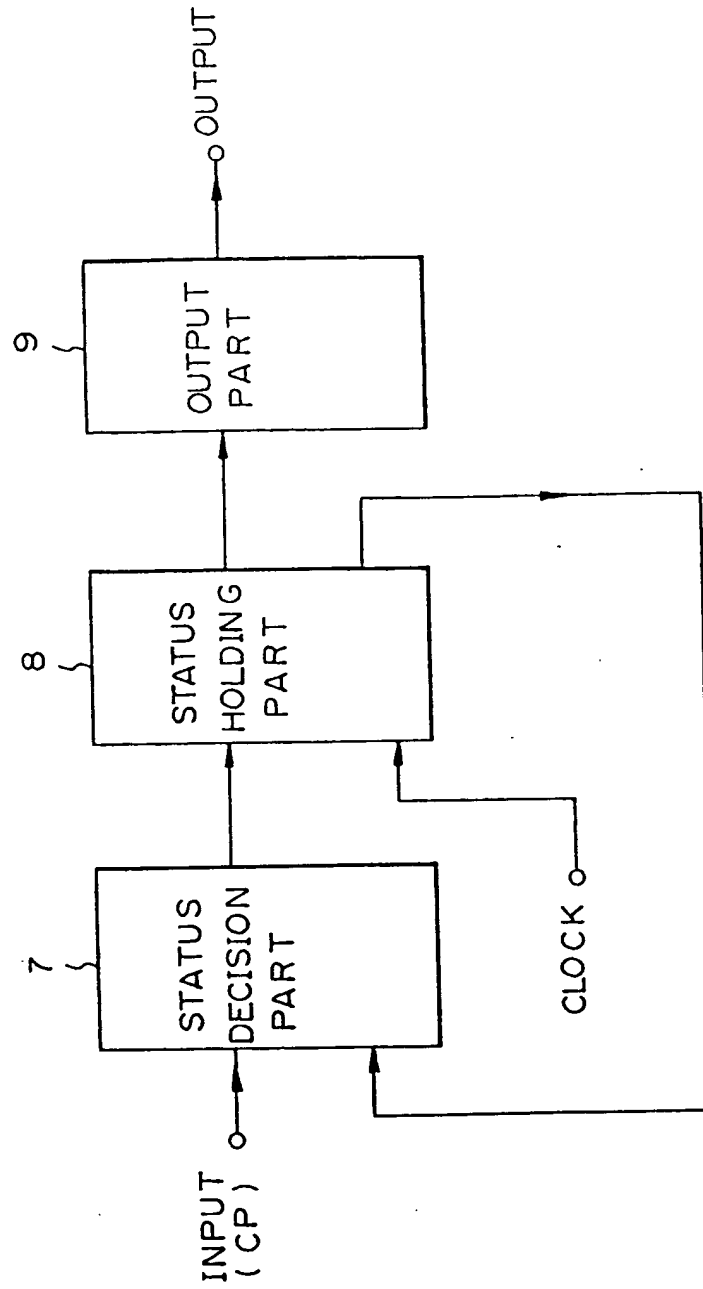 7
8
9
INPUT
(CP)
STATUS
DECISION
PART
STATUS
HOLDING
PART
OUTPUT
PART
OUTPUT
CLOCK